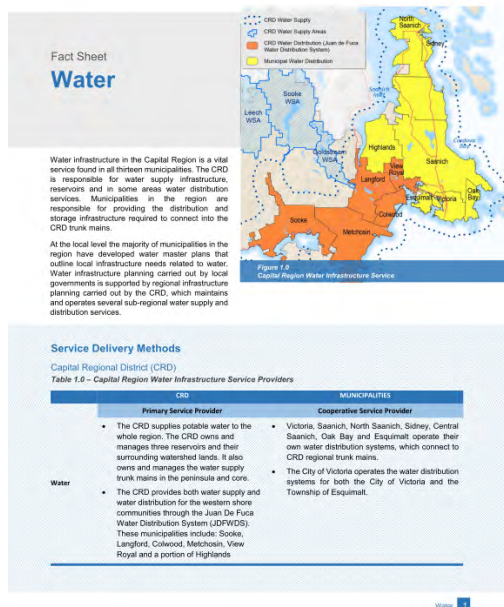 Fact Sheet
Water
CRD Water Supply
CRD Water Supply Areas
CRD Water Distribution (Juan de Fuca
Water Distribution System)
Municipal Water Distribution
North
Saanich
Sidney
Sooke
WSA
Leech
WSA
Goldstream
WSA
Highlands
Saanich
View
Royal
Langford
Colwood
Esquimalt
Victoria
Oak
Bay
Sooke
Metchosin
Figure 1.0
Capital Region Water Infrastructure Service
Water infrastructure in the Capital Region is a vital
service found in all thirteen municipalities. The CRD
is responsible for water supply infrastructure,
reservoirs and in some areas water distribution
services. Municipalities in the region are
responsible for providing the distribution and
storage infrastructure required to connect into the
CRD trunk mains.
At the local level the majority of municipalities in the
region have developed water master plans that
outline local infrastructure needs related to water.
Water infrastructure planning carried out by local
governments is supported by regional infrastructure
planning carried out by the CRD, which maintains
and operates several sub-regional water supply and
distribution services.
Service Delivery Methods
Capital Regional District (CRD)
Table 1.0 – Capital Region Water Infrastructure Service Providers
CRD
MUNICIPALITIES
Primary Service Provider
Cooperative Service Provider
Water
• The CRD supplies potable water to the
whole region. The CRD owns and
manages three reservoirs and their
surrounding watershed lands. It also
owns and manages the water supply
trunk mains in the peninsula and core.
• The CRD provides both water supply and
water distribution for the western shore
communities through the Juan De Fuca
Water Distribution System (JDFWDS).
These municipalities include: Sooke,
Langford, Colwood, Metchosin, View
Royal and a portion of Highlands
• Victoria, Saanich, North Saanich, Sidney, Central
Saanich, Oak Bay and Esquimalt operate their
own water distribution systems, which connect to
CRD regional trunk mains.
• The City of Victoria operates the water distribution
systems for both the City of Victoria and the
Township of Esquimalt.
Water 1